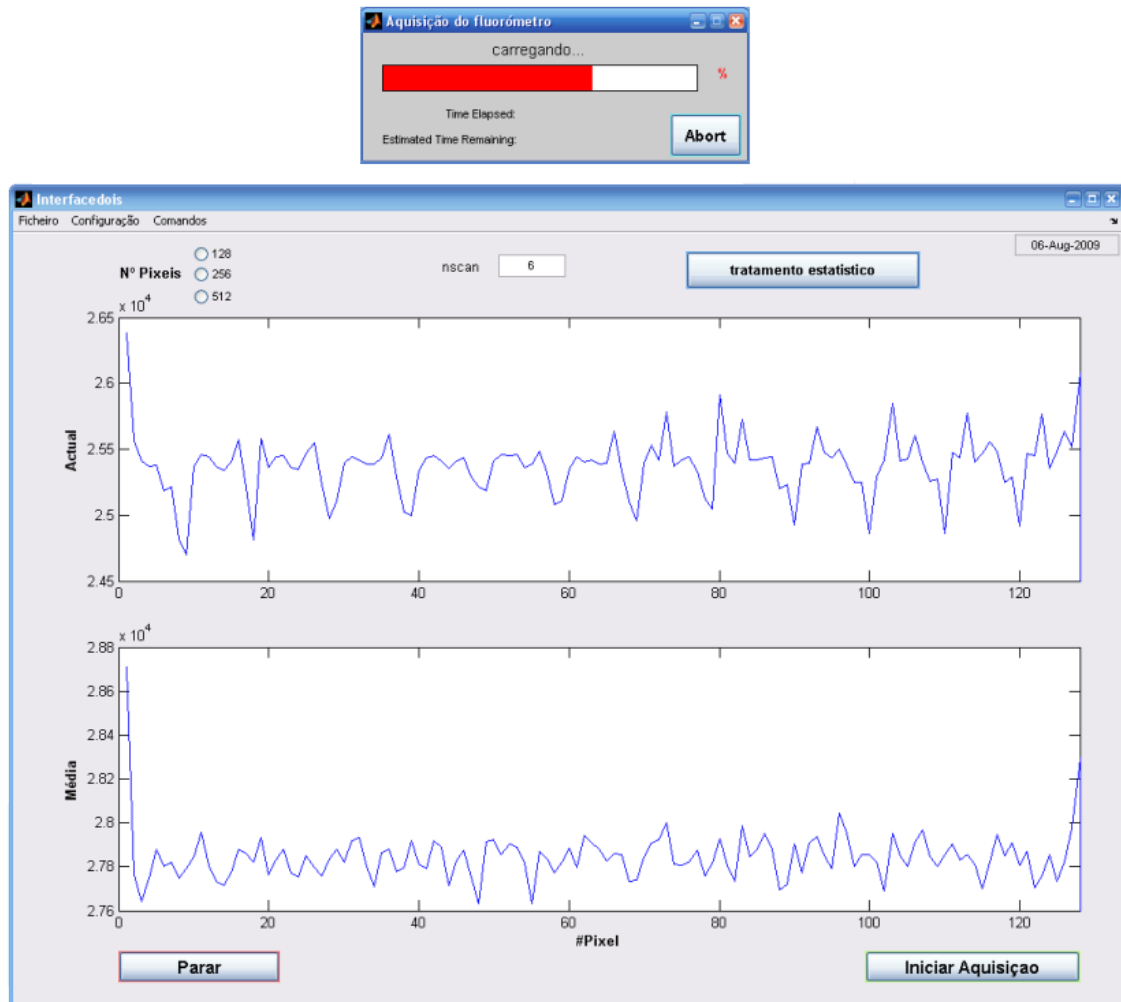 Aquisição do fluorómetro
carregando...
%
Time Elapsed:
Estimated Time Remaining:
Abort
Interfacedois
Ficheiro Configuração Comandos
06-Aug-2009
Nº Pixeis
128
256
512
nscan 6
tratamento estatistico
x 10^4
2.65
2.6
2.55
2.5
2.45
Actual
0 20 40 60 80 100 120
x 10^4
2.88
2.86
2.84
2.82
2.8
2.78
2.76
Média
0 20 40 60 80 100 120
#Pixel
Parar
Iniciar Aquisiçao